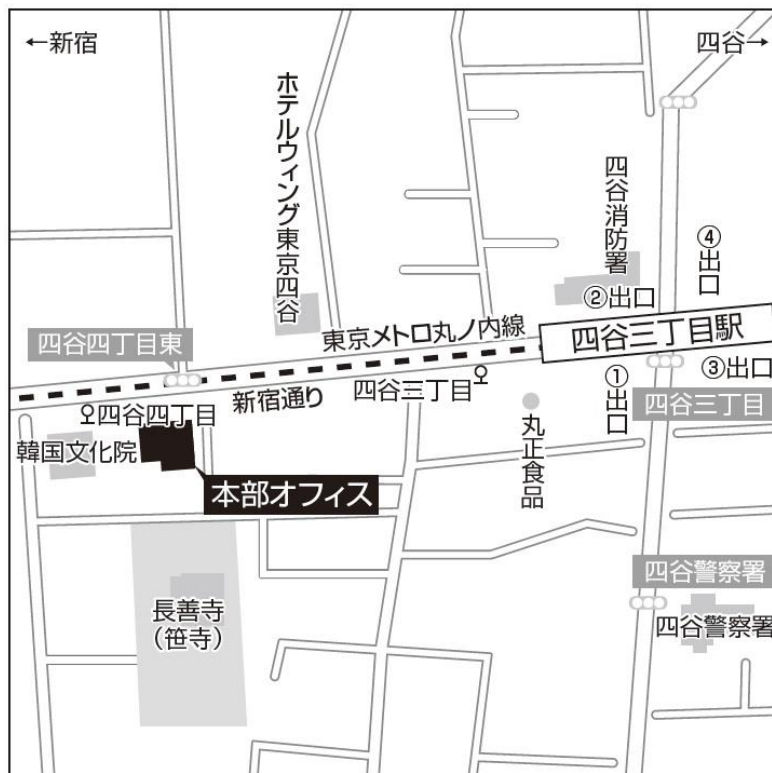 ←新宿
四谷→
ホテルウィング東京四谷
四谷消防署
④出口
②出口
東京メトロ丸ノ内線
四谷三丁目駅
四谷四丁目東
新宿通り
四谷三丁目
①出口
③出口
四谷三丁目
四谷四丁目
丸正食品
韓国文化院
本部オフィス
四谷警察署
四谷警察署
長善寺
(笹寺)